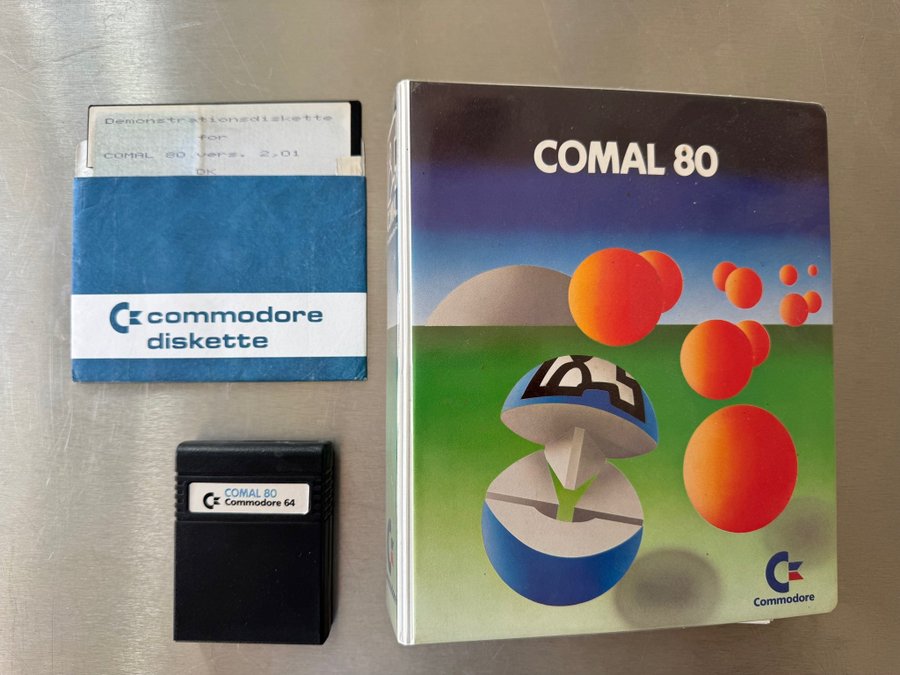 Demonstrationsdiskette
for
COMAL 80 vers. 2,01
DK
commodore
diskette
COMAL 80
Commodore 64
COMAL 80
Commodore